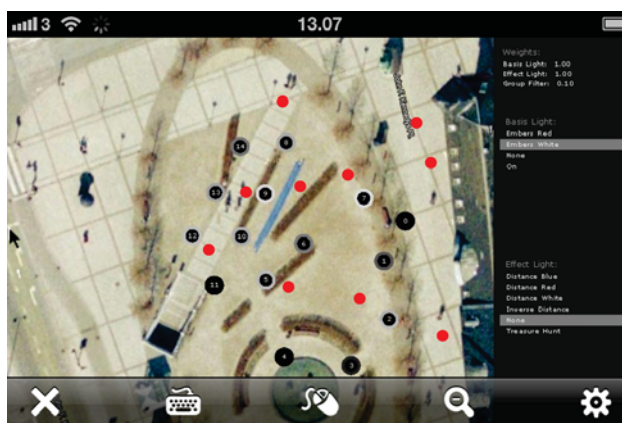 3 13.07
Weights:
Basis Light: 1.00
Effect Light: 1.00
Group Filter: 0.10
Basis Light:
Embers Red
Embers White
None
On
14
8
13
9
7
12
10
6
0
1
11
5
2
4
3
Effect Light:
Distance Blue
Distance Red
Distance White
Inverse Distance
None
Treasure Hunt